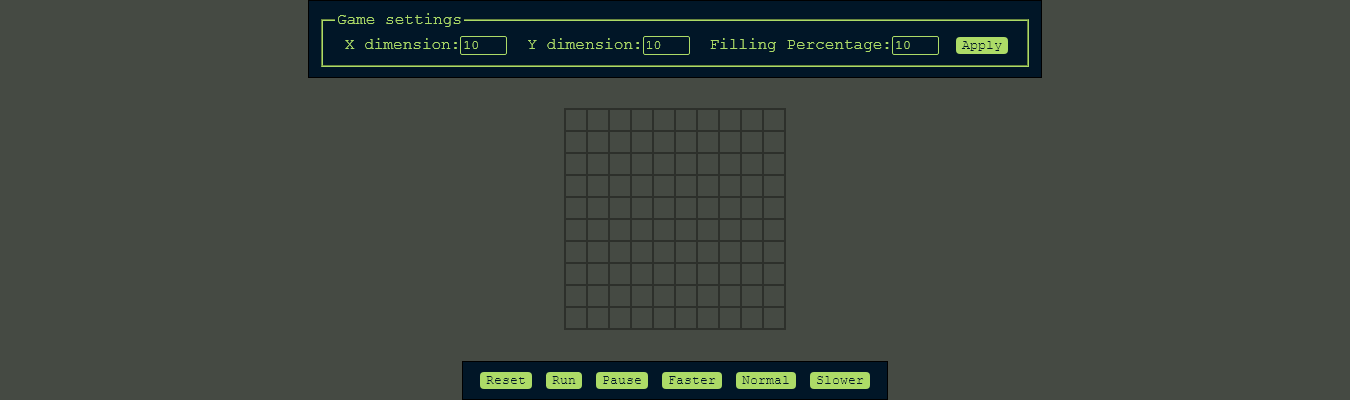 Game settings
X dimension:10 Y dimension:10 Filling Percentage:10 Apply
Reset Run Pause Faster Normal Slower